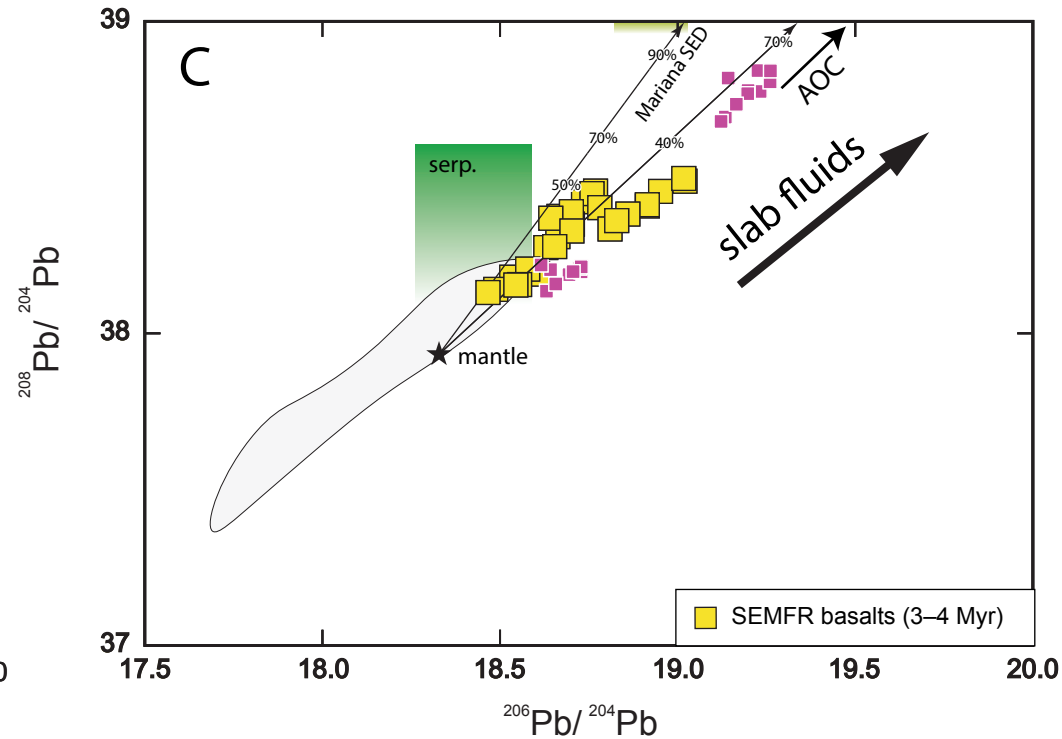 39
C
90%
Mariana SED
70%
AOC
70%
40%
serp.
50%
slab fluids
208Pb/ 204Pb
38
mantle
SEMFR basalts (3–4 Myr)
37
0
17.5 18.0 18.5 19.0 19.5 20.0
206Pb/ 204Pb